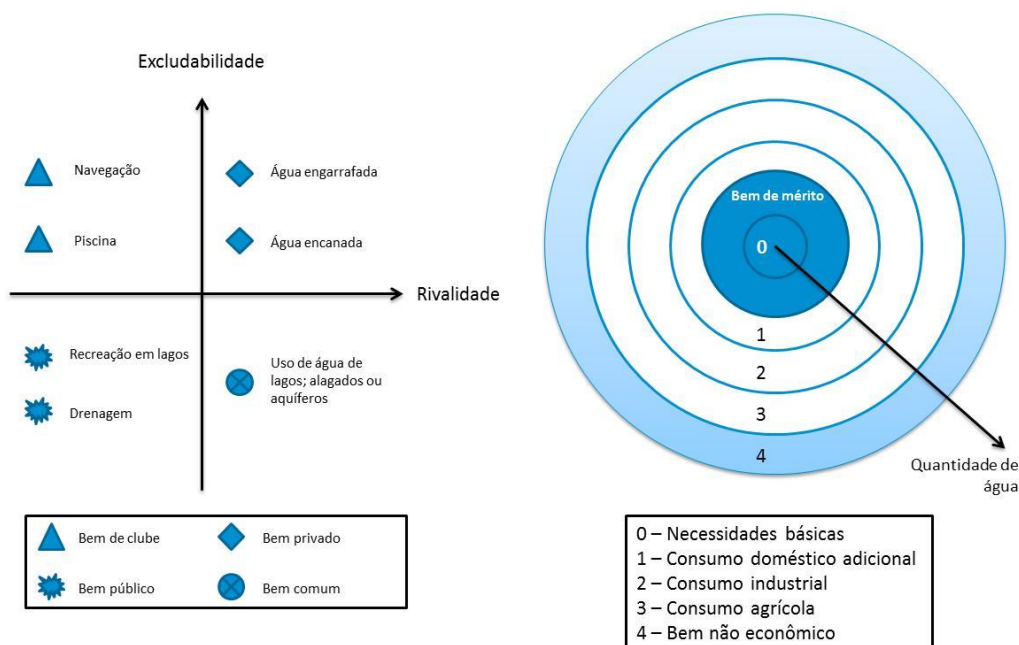 Excludabilidade
Navegação
Água engarrafada
Piscina
Água encanada
Rivalidade
Recreação em lagos
Drenagem
Uso de água de
lagos; alagados ou
aquíferos
Bem de clube
Bem privado
Bem público
Bem comum
Bem de mérito
0
1
2
3
4
Quantidade de
água
0 – Necessidades básicas
1 – Consumo doméstico adicional
2 – Consumo industrial
3 – Consumo agrícola
4 – Bem não econômico